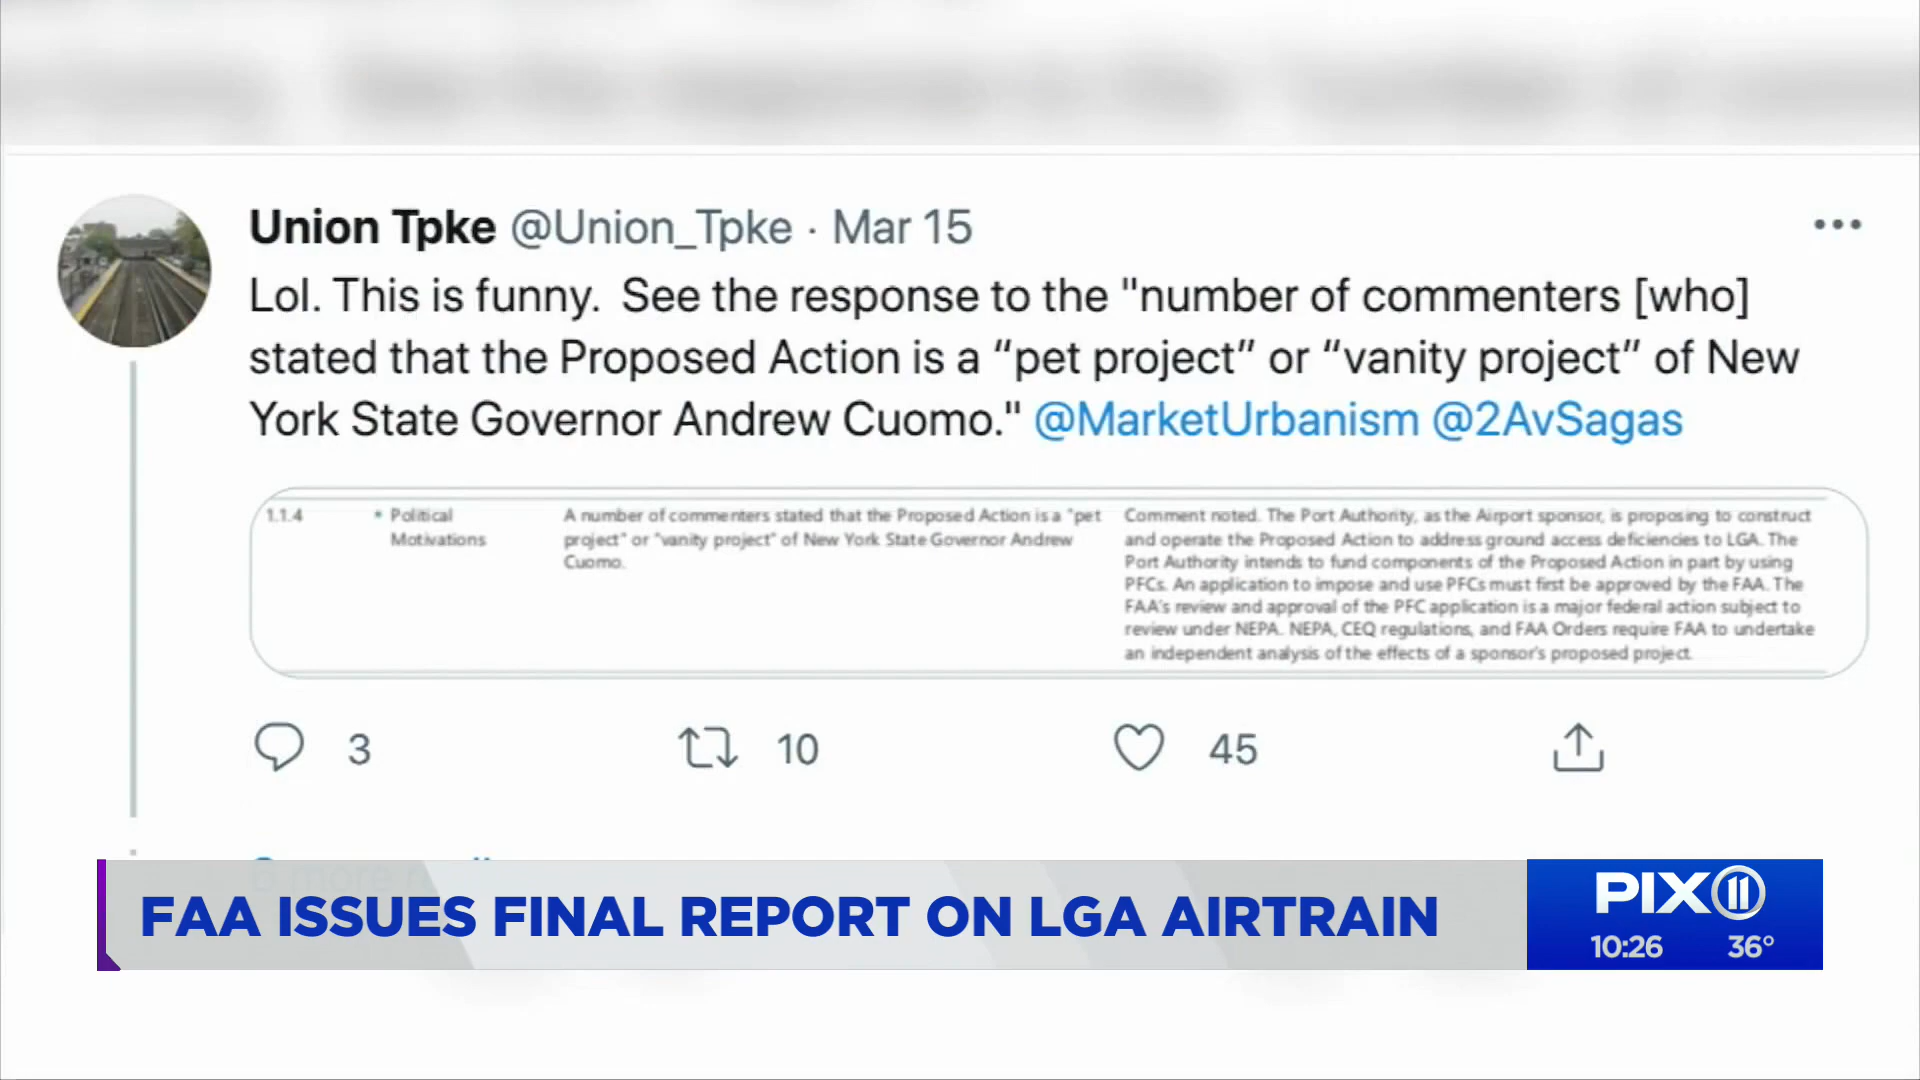 Union Tpke @Union_Tpke · Mar 15
Lol. This is funny.  See the response to the "number of commenters [who]
stated that the Proposed Action is a “pet project” or “vanity project” of New
York State Governor Andrew Cuomo." @MarketUrbanism @2AvSagas
1.1.4
• Political
Motivations
A number of commenters stated that the Proposed Action is a "pet
project" or "vanity project" of New York State Governor Andrew
Cuomo.
Comment noted. The Port Authority, as the Airport sponsor, is proposing to construct
and operate the Proposed Action to address ground access deficiencies to LGA. The
Port Authority intends to fund components of the Proposed Action in part by using
PFCs. An application to impose and use PFCs must first be approved by the FAA. The
FAA's review and approval of the PFC application is a major federal action subject to
review under NEPA. NEPA, CEQ regulations, and FAA Orders require FAA to undertake
an independent analysis of the effects of a sponsor's proposed project.
3
10
45
6 more
FAA ISSUES FINAL REPORT ON LGA AIRTRAIN
PIX11
10:26 36°